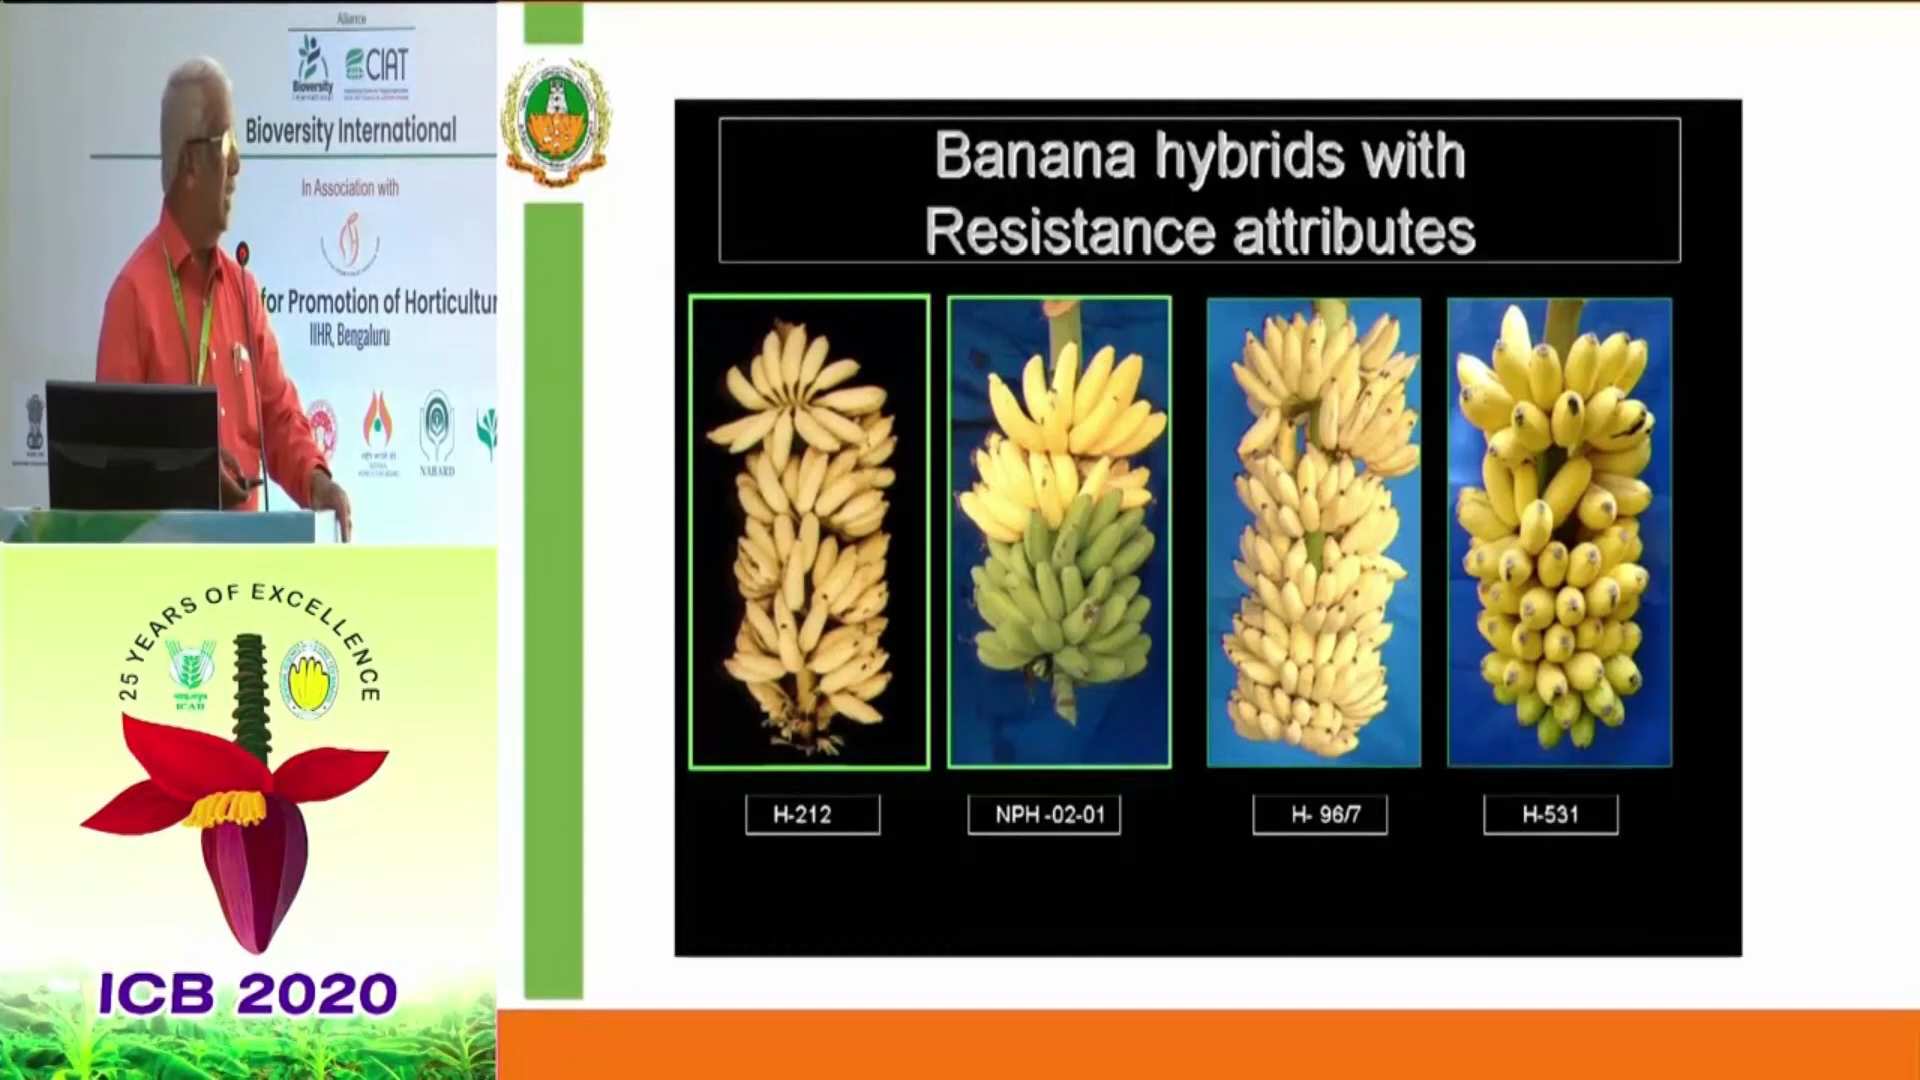 Alliance
Bioversity
CIAT
Bioversity International
In Association with
for Promotion of Horticultur
IIHR, Bengaluru
NABARD
25 YEARS OF EXCELLENCE
ICAR
ICB 2020
Banana hybrids with
Resistance attributes
H-212
NPH -02-01
H- 96/7
H-531